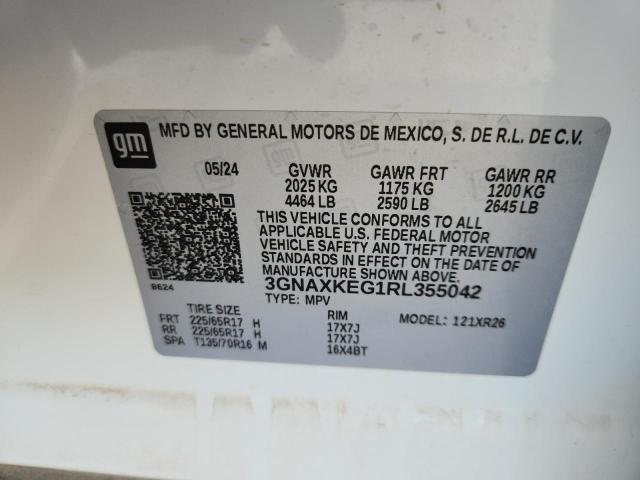 gm MFD BY GENERAL MOTORS DE MEXICO, S. DE R.L. DE C.V.
05/24 GVWR GAWR FRT GAWR RR
2025 KG 1175 KG 1200 KG
4464 LB 2590 LB 2645 LB
THIS VEHICLE CONFORMS TO ALL
APPLICABLE U.S. FEDERAL MOTOR
VEHICLE SAFETY AND THEFT PREVENTION
STANDARDS IN EFFECT ON THE DATE OF
MANUFACTURE SHOWN ABOVE.
B624 3GNAXKEG1RL355042
TYPE: MPV
TIRE SIZE RIM MODEL: 121XR26
FRT 225/65R17 H 17X7J
RR 225/65R17 H 17X7J
SPA T135/70R16 M 16X4BT